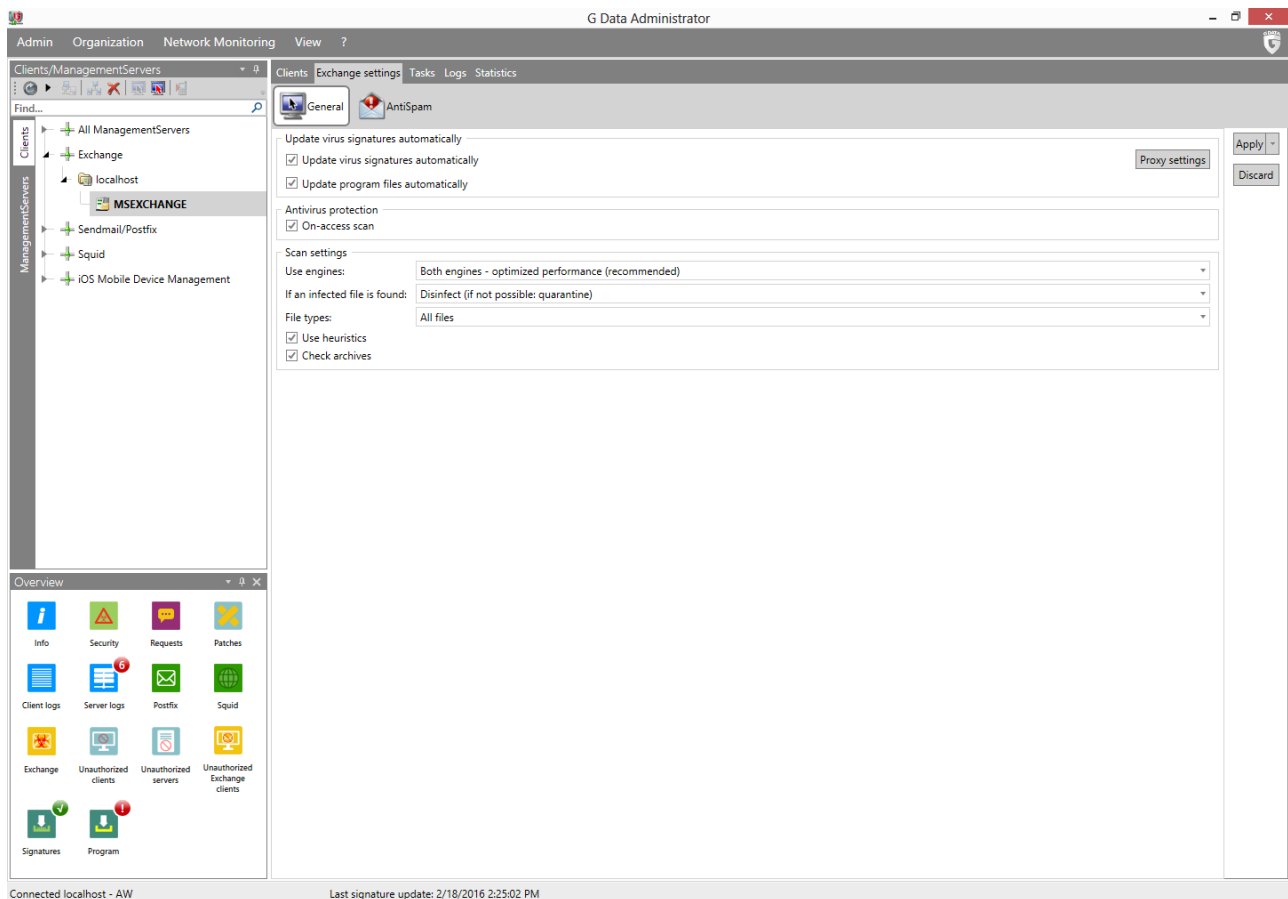 G Data Administrator
Admin Organization Network Monitoring View ?
G DATA
Clients/ManagementServers
Find...
Clients
ManagementServers
All ManagementServers
Exchange
localhost
MSEXCHANGE
Sendmail/Postfix
Squid
iOS Mobile Device Management
Clients Exchange settings Tasks Logs Statistics
General AntiSpam
Update virus signatures automatically
Update virus signatures automatically
Proxy settings
Update program files automatically
Antivirus protection
On-access scan
Scan settings
Use engines: Both engines - optimized performance (recommended)
If an infected file is found: Disinfect (if not possible: quarantine)
File types: All files
Use heuristics
Check archives
Apply
Discard
Overview
Info Security Requests Patches
6
Client logs Server logs Postfix Squid
Exchange Unauthorized clients Unauthorized servers Unauthorized Exchange clients
Signatures Program
Connected localhost - AW Last signature update: 2/18/2016 2:25:02 PM